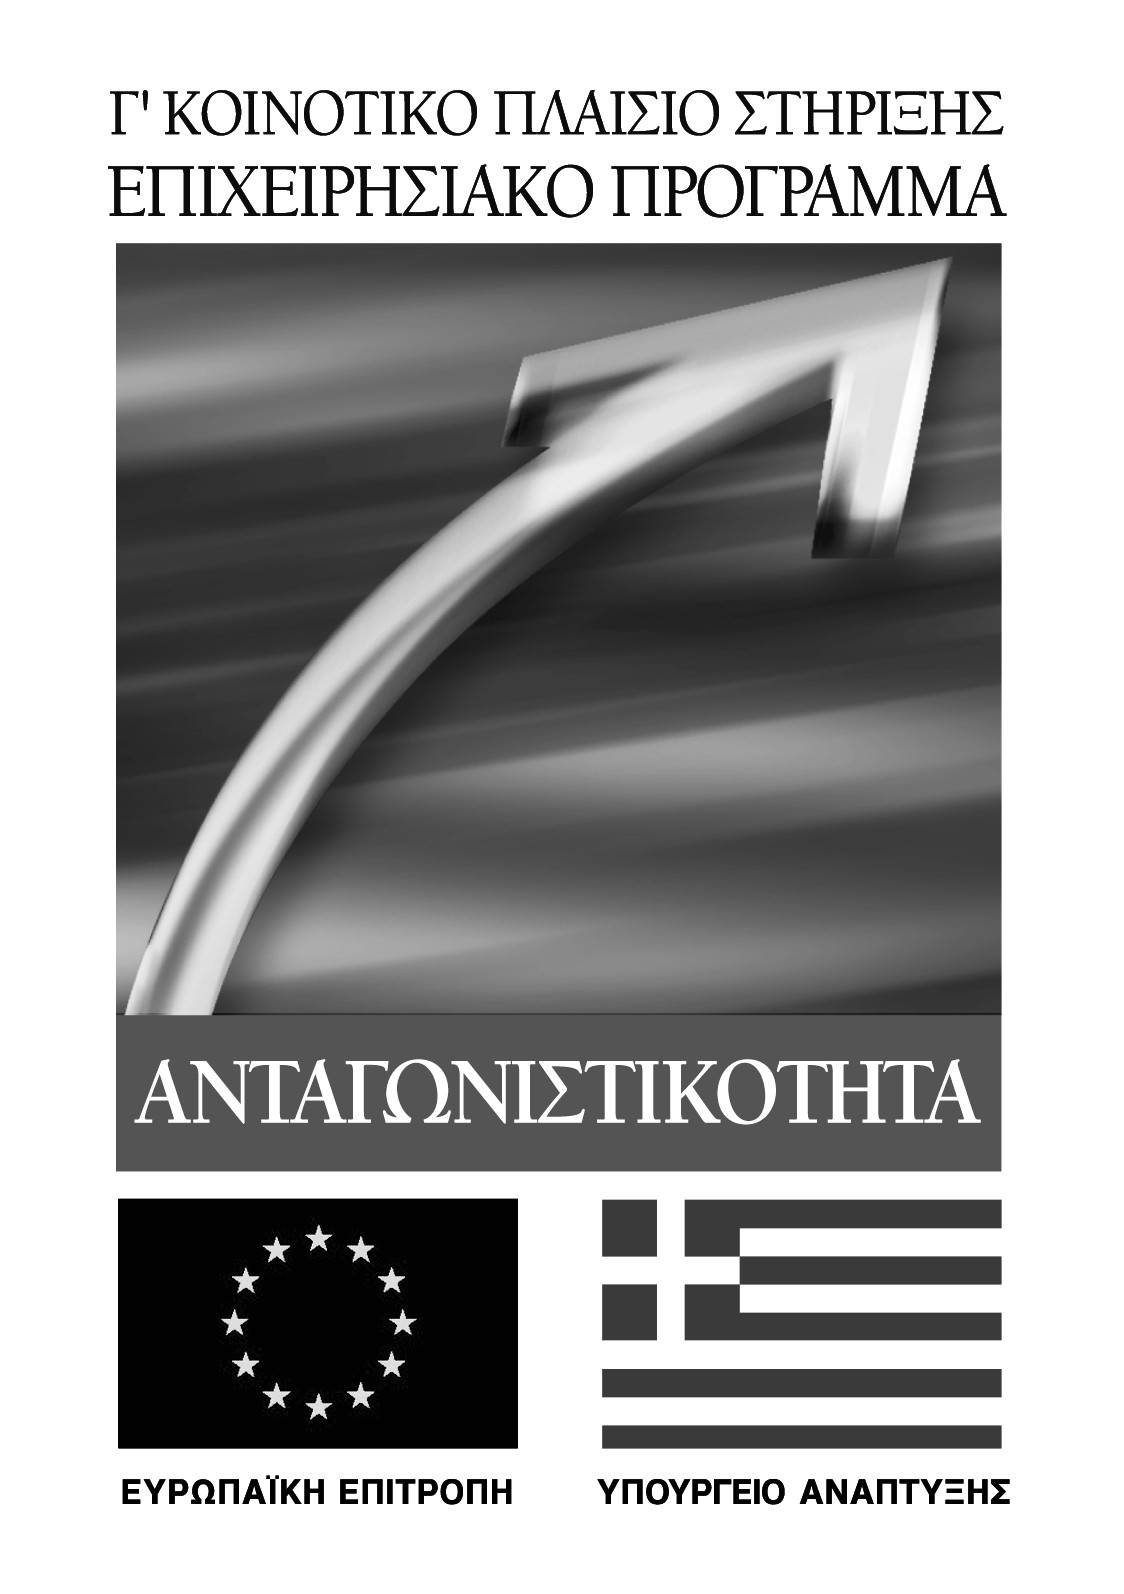 Γ' ΚΟΙΝΟΤΙΚΟ ΠΛΑΙΣΙΟ ΣΤΗΡΙΞΗΣ
ΕΠΙΧΕΙΡΗΣΙΑΚΟ ΠΡΟΓΡΑΜΜΑ
ΑΝΤΑΓΩΝΙΣΤΙΚΟΤΗΤΑ
ΕΥΡΩΠΑΪΚΗ ΕΠΙΤΡΟΠΗ
ΥΠΟΥΡΓΕΙΟ ΑΝΑΠΤΥΞΗΣ